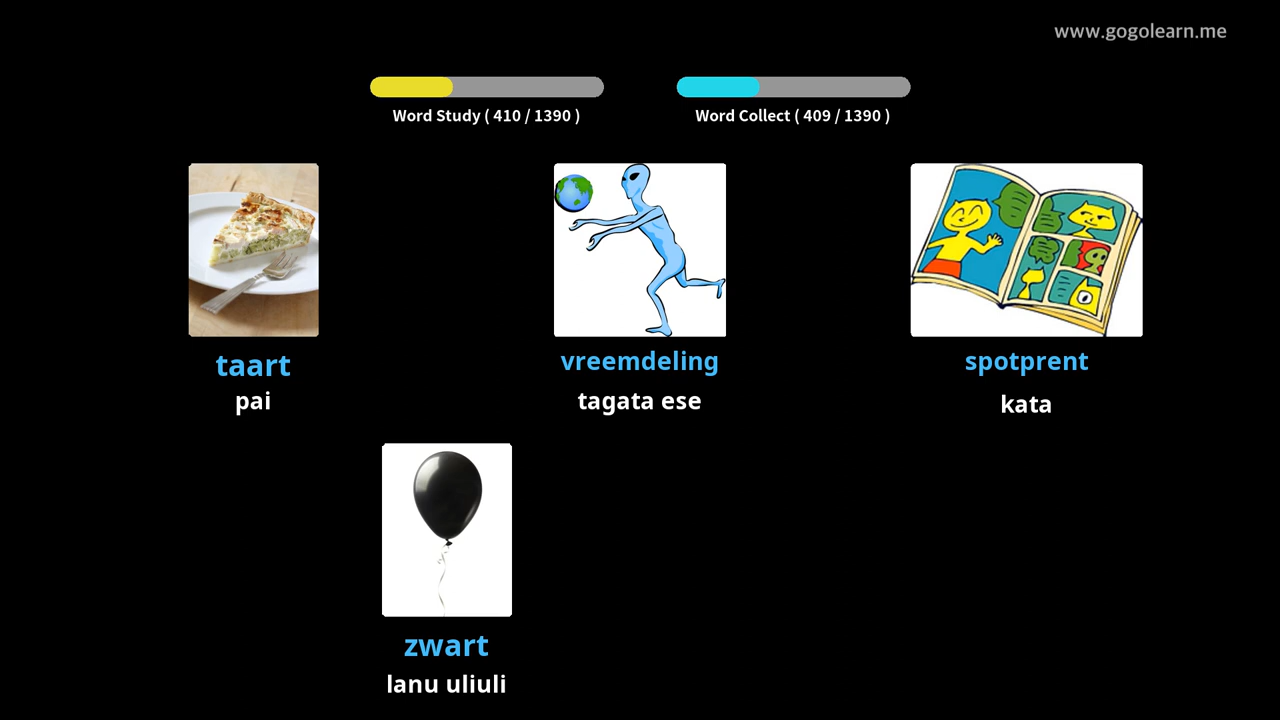 www.gogolearn.me
Word Study ( 410 / 1390 )
Word Collect ( 409 / 1390 )
taart
pai
vreemdeling
tagata ese
spotprent
kata
zwart
lanu uliuli